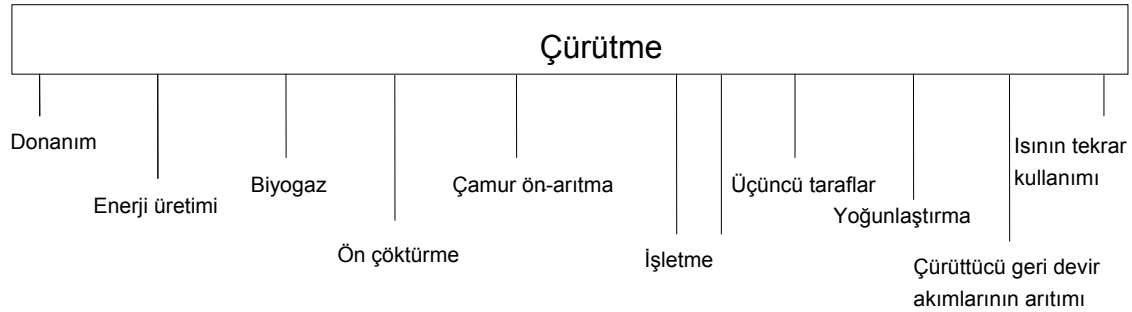 Çürütme
Donanım
Enerji üretimi
Biyogaz
Ön çöktürme
Çamur ön-arıtma
İşletme
Üçüncü taraflar
Yoğunlaştırma
Çürüttücü geri devir
akımlarının arıtımı
Isının tekrar
kullanımı